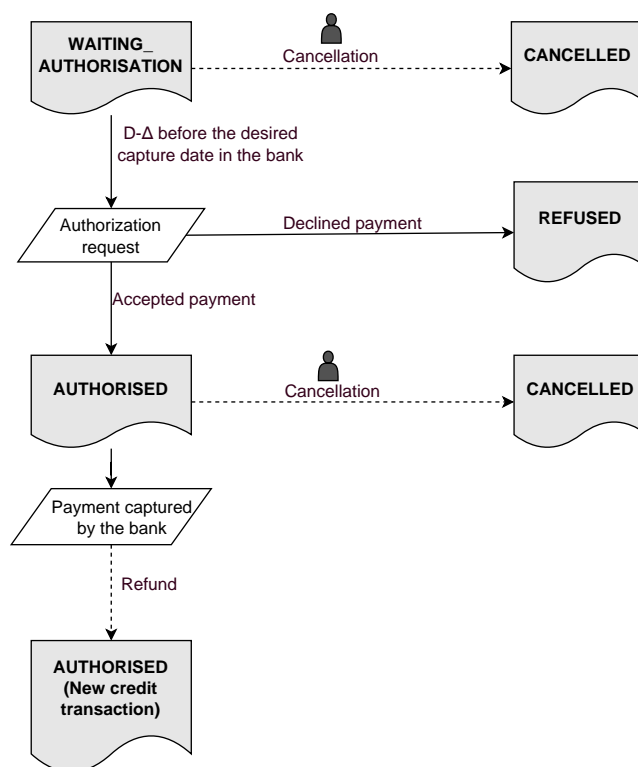 WAITING_
AUTHORISATION
Cancellation
CANCELLED
D-Δ before the desired
capture date in the bank
Authorization
request
Declined payment
REFUSED
Accepted payment
AUTHORISED
Cancellation
CANCELLED
Payment captured
by the bank
Refund
AUTHORISED
(New credit
transaction)